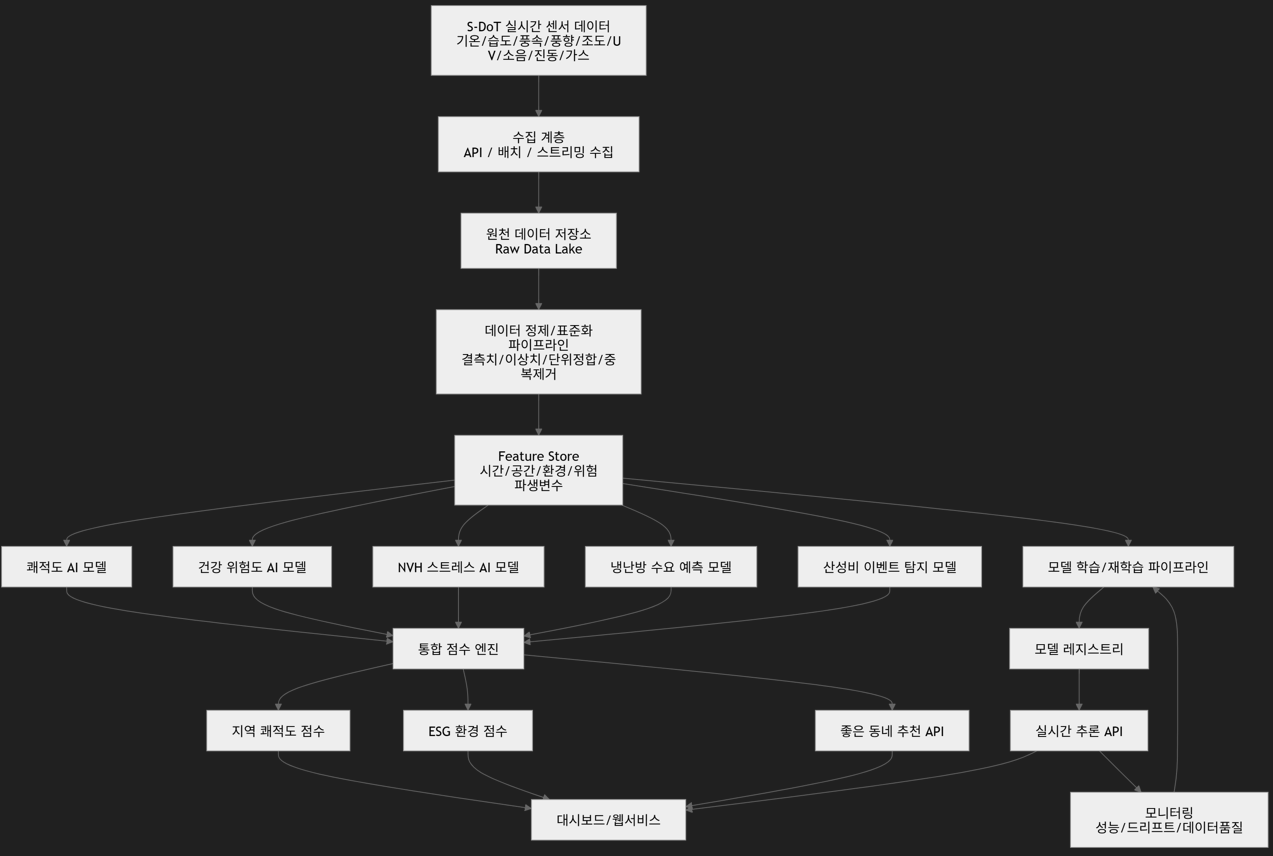 S-DoT 실시간 센서 데이터
기온/습도/풍속/풍향/조도/U
V/소음/진동/가스
수집 계층
API / 배치 / 스트리밍 수집
원천 데이터 저장소
Raw Data Lake
데이터 정제/표준화
파이프라인
결측치/이상치/단위정합/중
복제거
Feature Store
시간/공간/환경/위험
파생변수
쾌적도 AI 모델
건강 위험도 AI 모델
NVH 스트레스 AI 모델
냉난방 수요 예측 모델
산성비 이벤트 탐지 모델
모델 학습/재학습 파이프라인
통합 점수 엔진
모델 레지스트리
지역 쾌적도 점수
ESG 환경 점수
좋은 동네 추천 API
실시간 추론 API
대시보드/웹서비스
모니터링
성능/드리프트/데이터품질